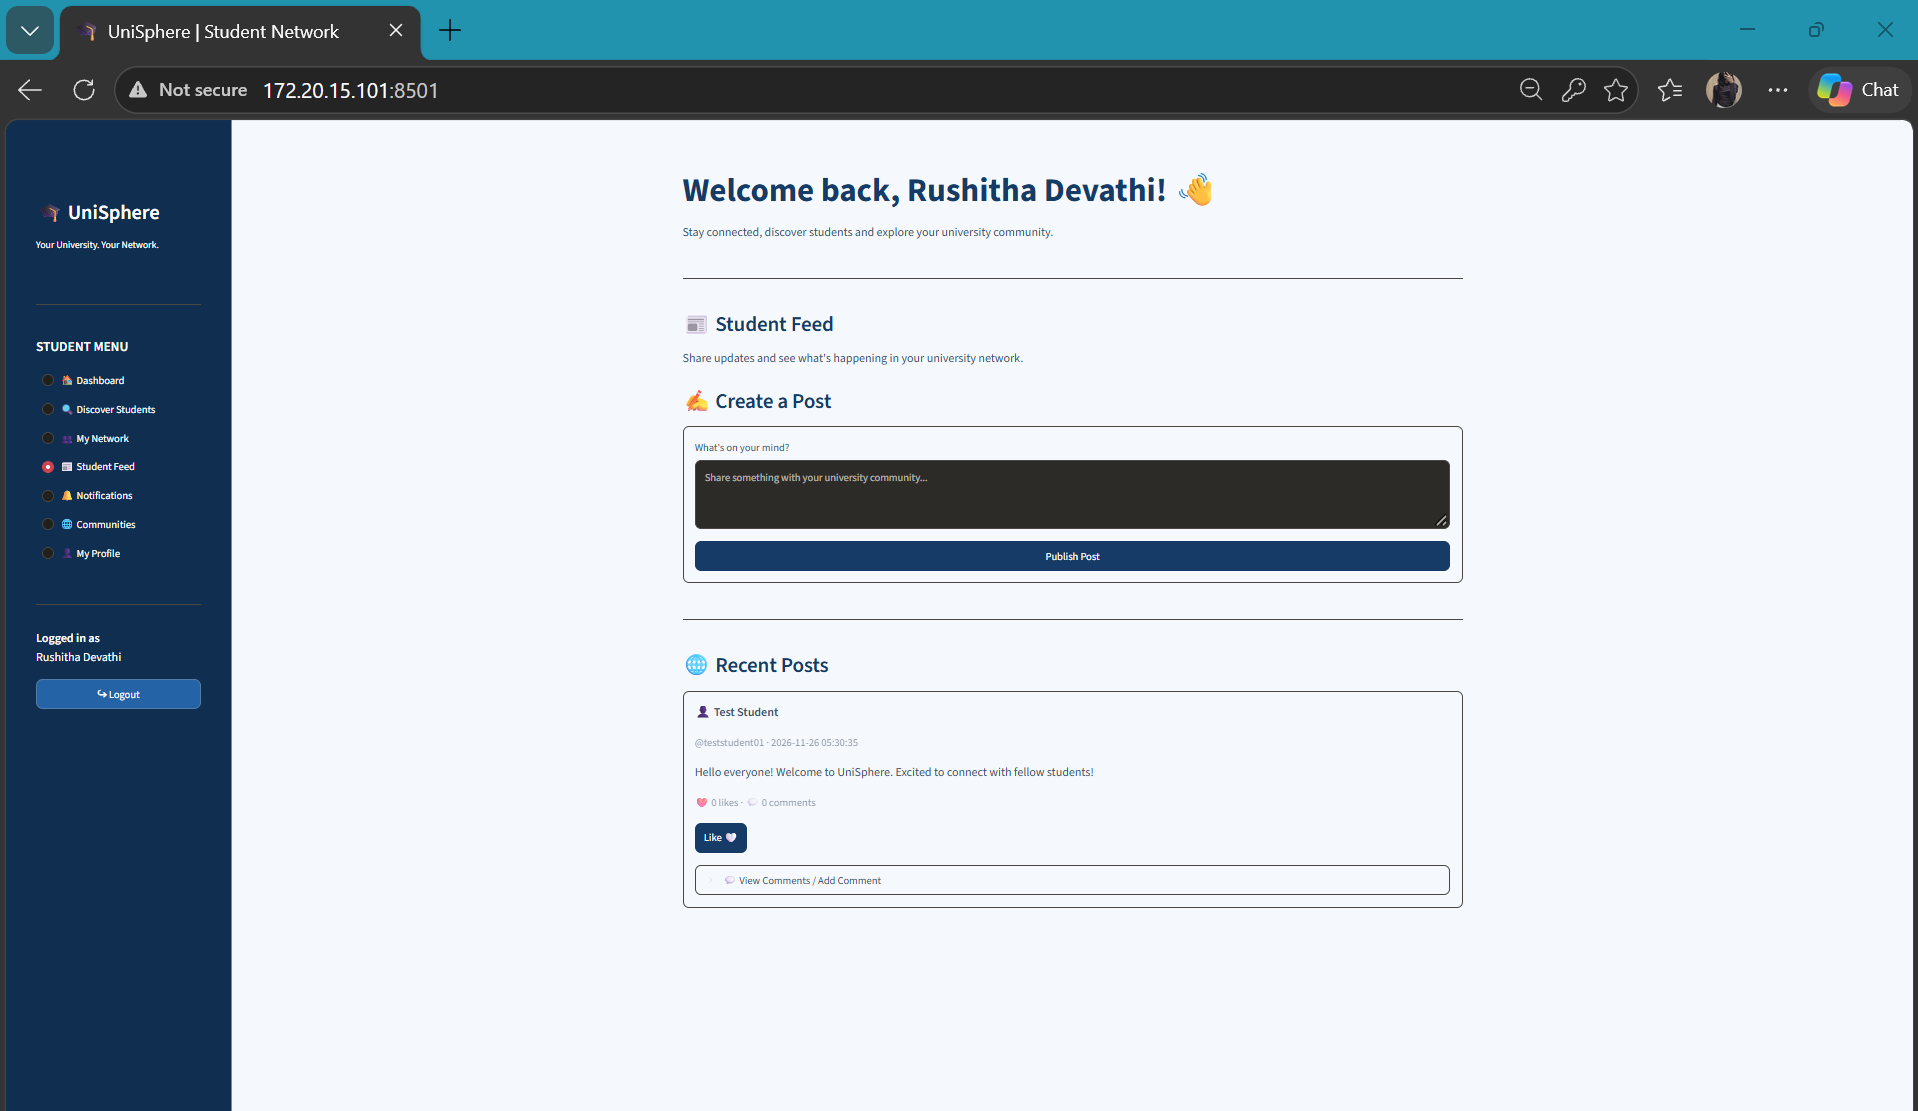 UniSphere | Student Network
Not secure 172.20.15.101:8501
Chat
UniSphere
Your University. Your Network.
STUDENT MENU
Dashboard
Discover Students
My Network
Student Feed
Notifications
Communities
My Profile
Logged in as
Rushitha Devathi
Logout
Welcome back, Rushitha Devathi!
Stay connected, discover students and explore your university community.
Student Feed
Share updates and see what's happening in your university network.
Create a Post
What's on your mind?
Share something with your university community...
Publish Post
Recent Posts
Test Student
@teststudent01 · 2026-11-26 05:30:35
Hello everyone! Welcome to UniSphere. Excited to connect with fellow students!
0 likes · 0 comments
Like
View Comments / Add Comment